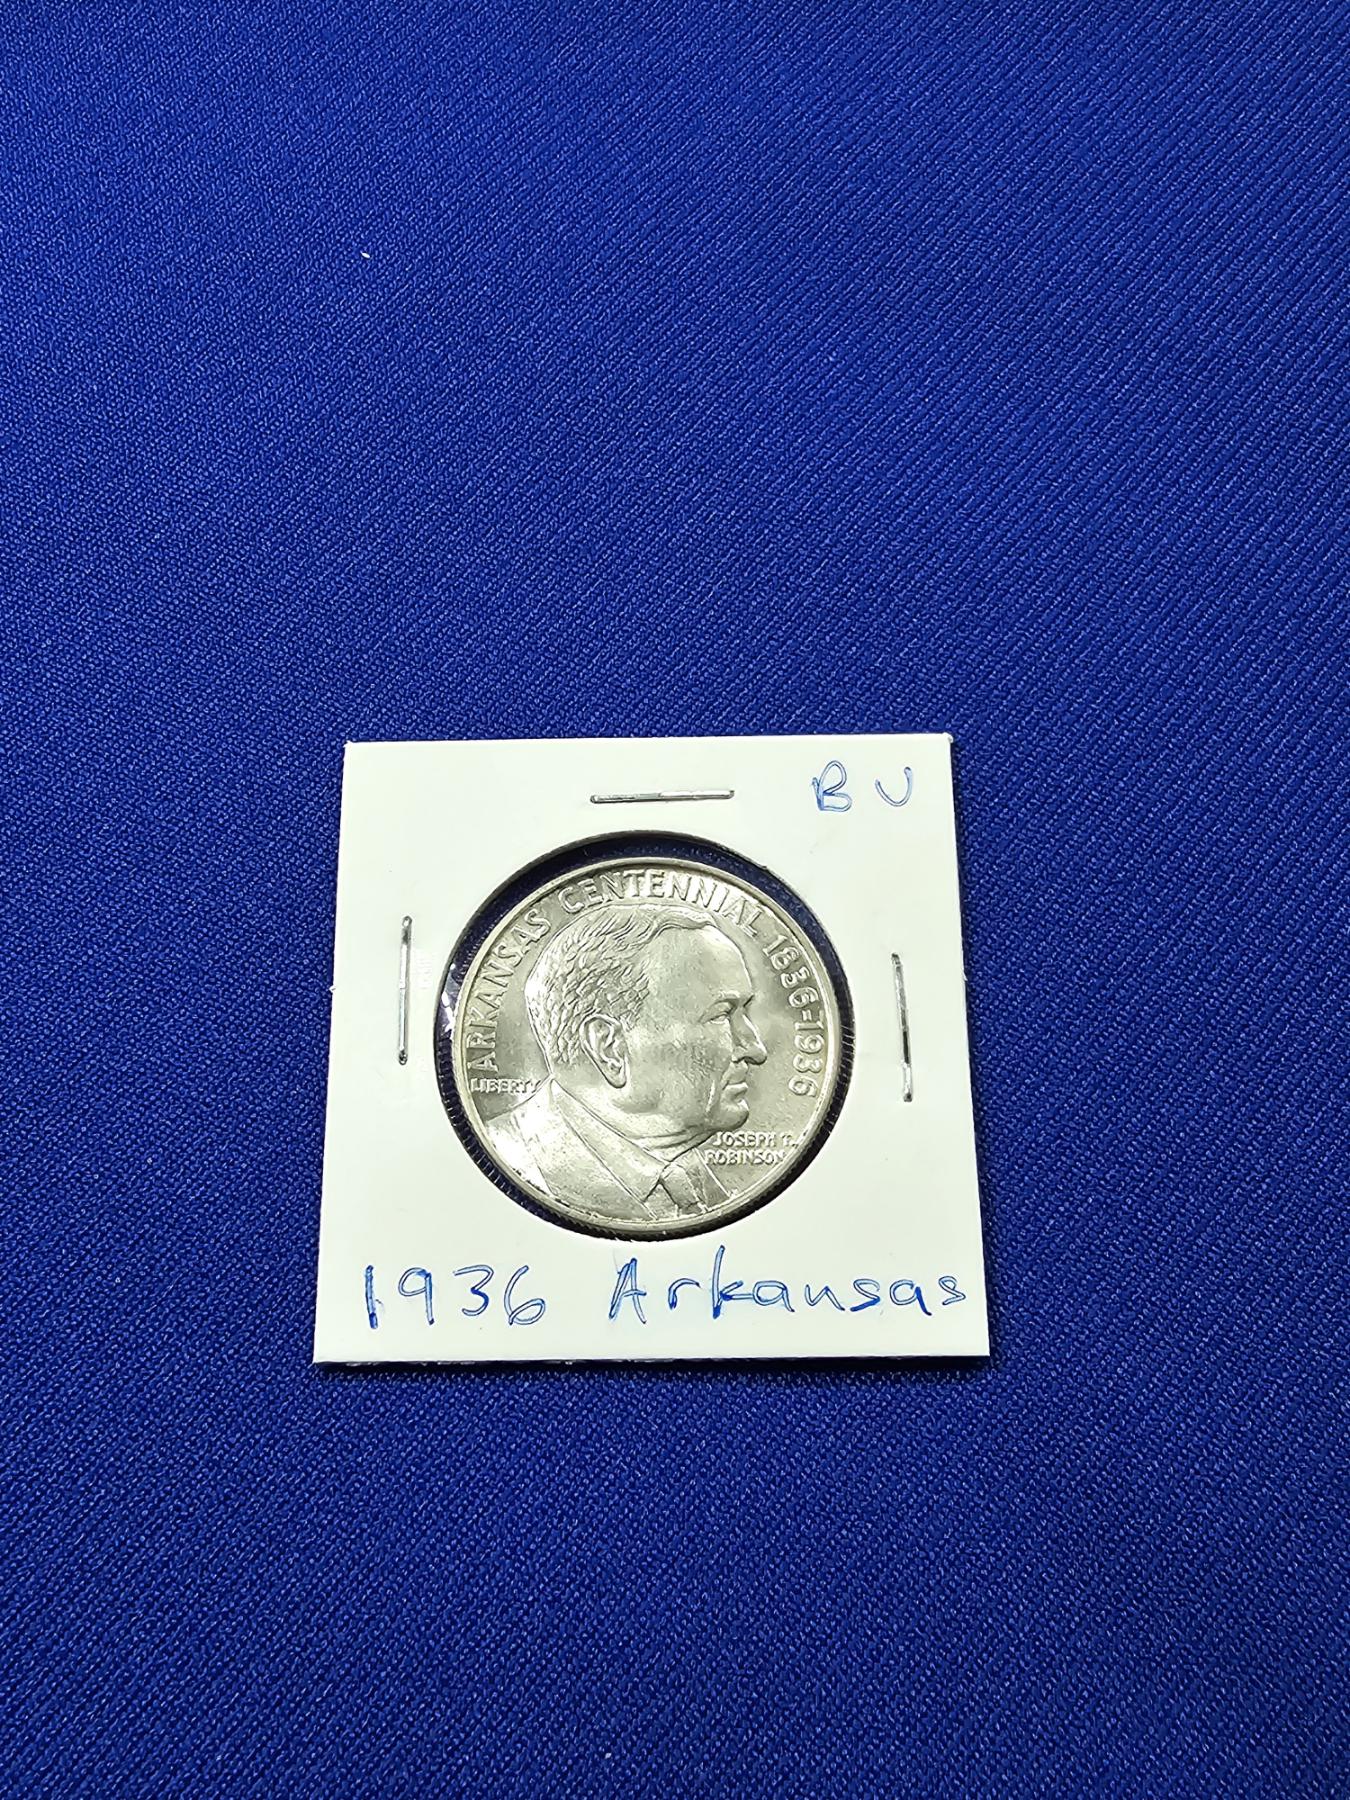 BU
ARKANSAS CENTENNIAL 1836-1936
LIBERTY
JOSEPH T.
ROBINSON
1936 Arkansas